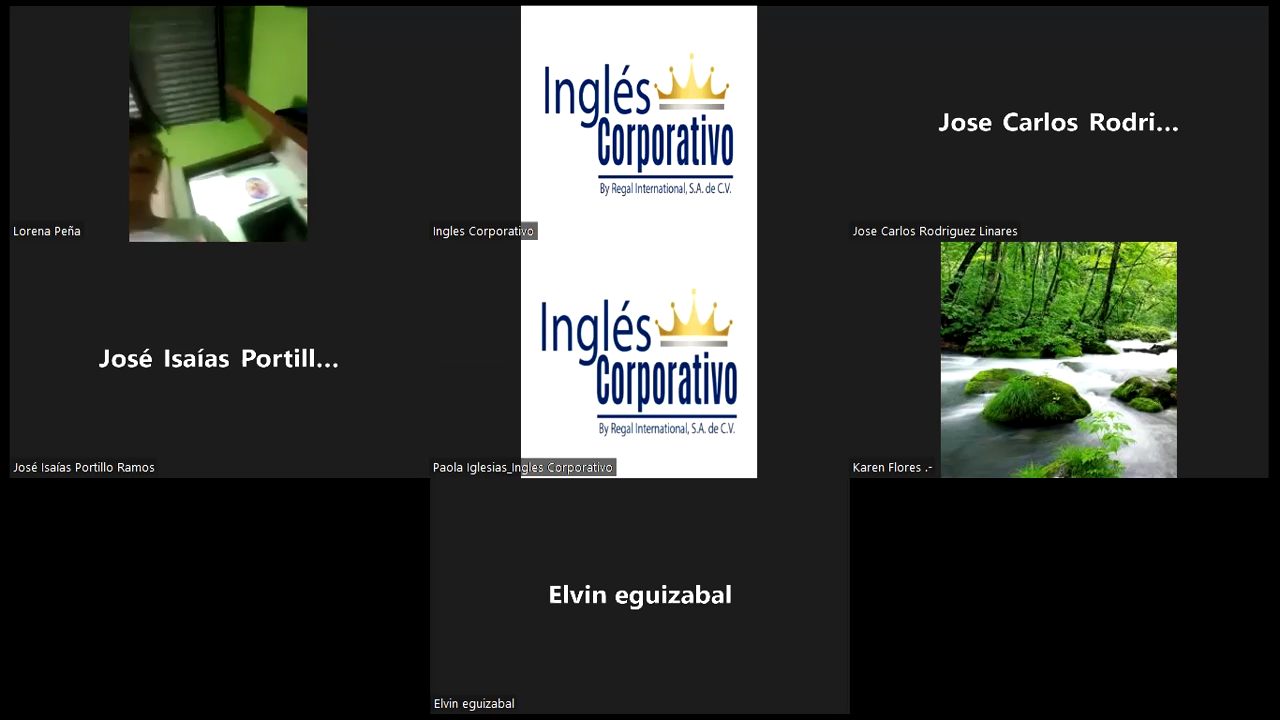 Lorena Peña
Inglés
Corporativo
By Regal International, S.A. de C.V.
Ingles Corporativo
Jose Carlos Rodri...
Jose Carlos Rodriguez Linares
José Isaías Portill...
José Isaías Portillo Ramos
Inglés
Corporativo
By Regal International, S.A. de C.V.
Paola Iglesias_Ingles Corporativo
Karen Flores .-
Elvin eguizabal
Elvin eguizabal